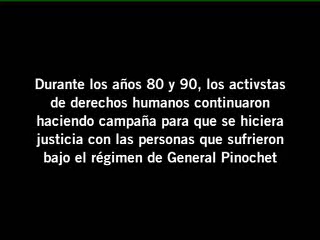 Durante los años 80 y 90, los activstas
de derechos humanos continuaron
haciendo campaña para que se hiciera
justicia con las personas que sufrieron
bajo el régimen de General Pinochet